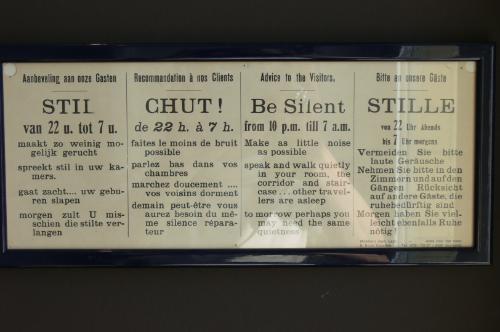 Aanbeveling aan onze Gasten
STIL
van 22 u. tot 7 u.
maakt zo weinig mo-
gelijk gerucht
spreekt stil in uw ka-
mers.
gaat zacht.... uw gebu-
ren slapen
morgen zult U mis-
schien die stilte ver-
langen
Recommandation à nos Clients
CHUT!
de 22 h. à 7 h.
faites le moins de bruit
possible
parlez bas dans vos
chambres
marchez doucement ....
vos voisins dorment
demain peut-être vous
aurez besoin du mê-
me silence répara-
teur
Advice to the Visitors.
Be Silent
from 10 p.m. till 7 a.m.
Make as little noise
as possible
speak and walk quietly
in your room, the
corridor and stair-
case... other travel-
lers are asleep
to morrow perhaps you
may need the same
quietness
Bitte an unsere Gäste
STILLE
von 22 Uhr Abends
bis 7 Uhr morgens
Vermeiden Sie bitte
laute Geräusche
Nehmen Sie bitte in den
Zimmern und auf den
Gängen Rücksicht
auf andere Gäste, die
ruhebedürftig sind
Morgen haben Sie viel-
leicht ebenfalls Ruhe
nötig!